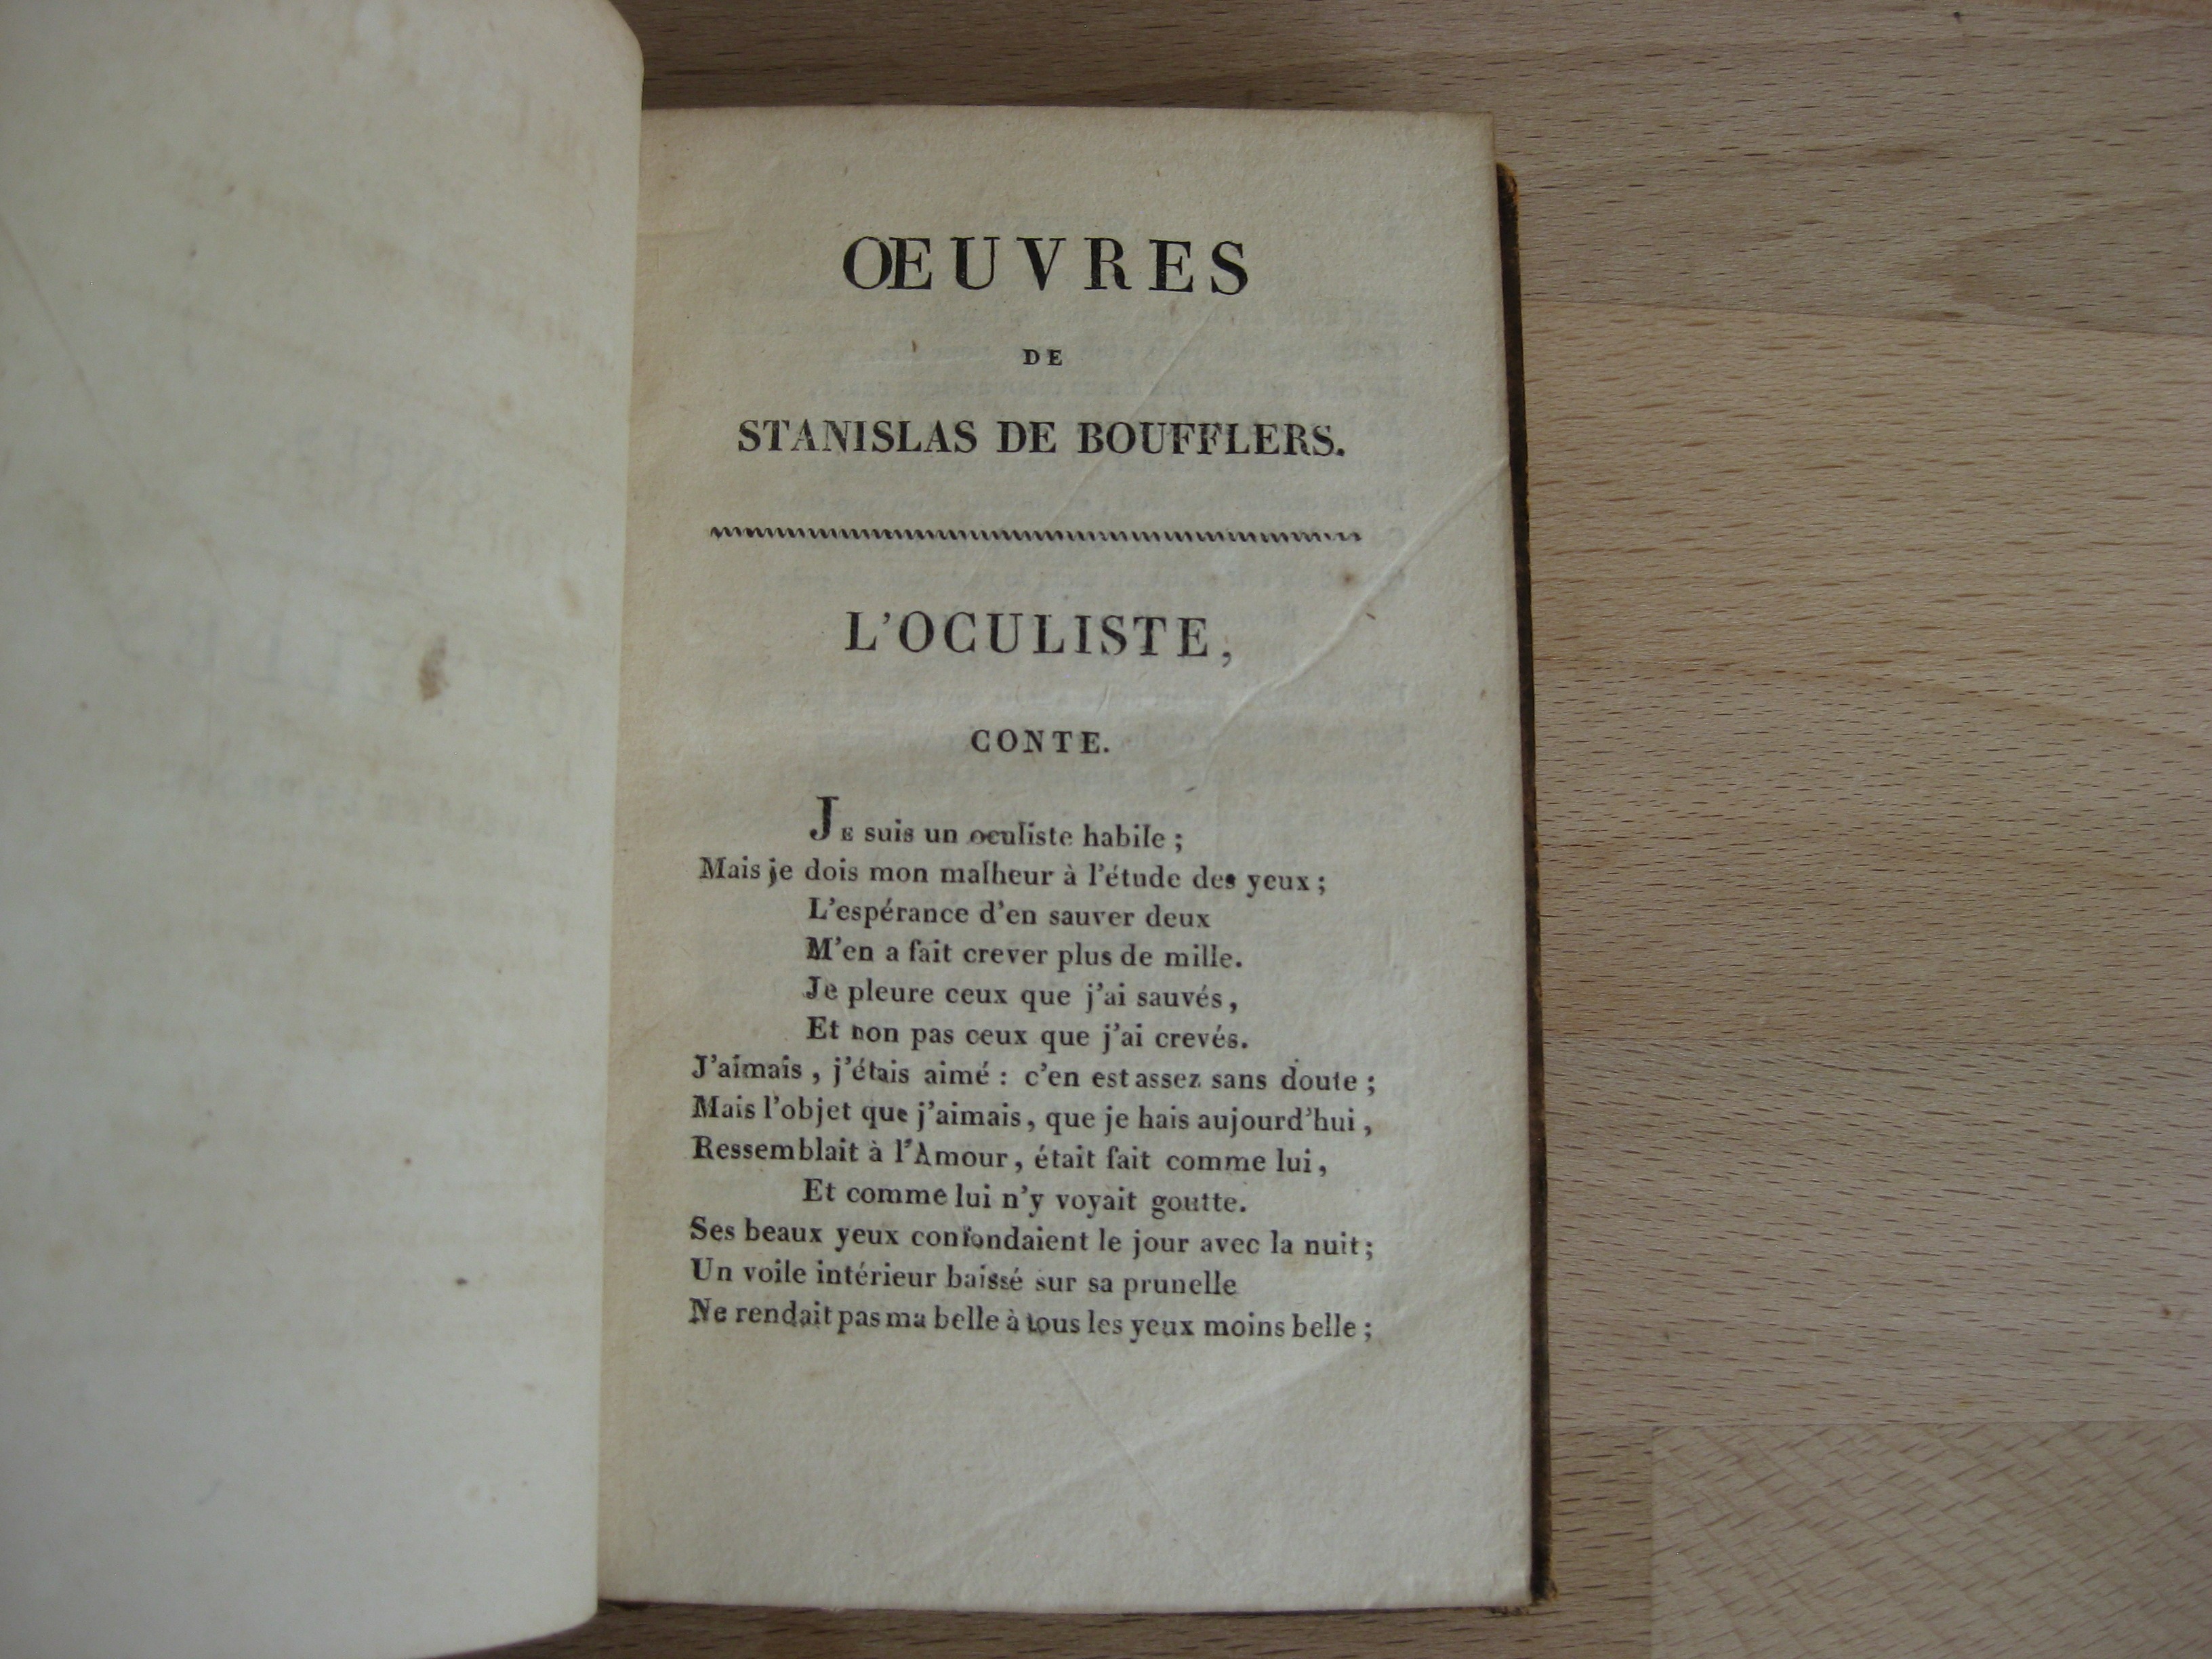 OEUVRES
DE
STANISLAS DE BOUFFLERS.
L'OCULISTE,
CONTE.
JE suis un oculiste habile ;
Mais je dois mon malheur à l'étude des yeux ;
L'espérance d'en sauver deux
M'en a fait crever plus de mille.
Je pleure ceux que j'ai sauvés,
Et non pas ceux que j'ai crevés.
J'aimais, j'étais aimé : c'en est assez sans doute ;
Mais l'objet que j'aimais, que je hais aujourd'hui,
Ressemblait à l'Amour, était fait comme lui,
Et comme lui n'y voyait goutte.
Ses beaux yeux confondaient le jour avec la nuit ;
Un voile intérieur baissé sur sa prunelle
Ne rendait pas ma belle à tous les yeux moins belle ;